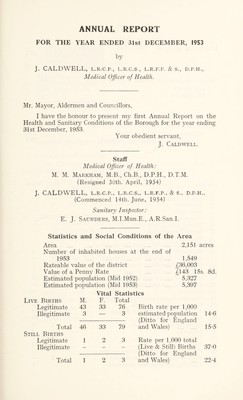 ANNUAL REPORT
FOR THE YEAR ENDED 31st DECEMBER, 1953
by
J. CALDWELL, L.R.C.P., L.R.C.S., L.R.F.P. & S., D.P.H.,
Medical Officer of Health.
Mr. Mayor, Aldermen and Councillors,
I have the honour to present my first Annual Report on the
Health and Sanitary Conditions of the Borough for the year ending
31st December, 1953.
Your obedient servant,
J. CALDWELL.
Staff
Medical Officer of Health:
M. M. MARKHAM, M.B., Ch.B., D.P.H., D.T.M.
(Resigned 30th April, 1954)
J. CALDWELL, L.R.C.P., L.R.C.S., L.R.F.P., & S., D.P.H.,
(Commenced 14th June, 1954)
Sanitary Inspector:
E. J. SAUNDERS, M.I.Mun.E., A.R.San.I.
Statistics and Social Conditions of the Area
Area 2,151 acres
Number of inhabited houses at the end of
1953 1,549
Rateable value of the district £36,003
Value of a Penny Rate £143 18s. 8d.
Estimated population (Mid 1952) 5,327
Estimated population (Mid 1953) 5,397
Vital Statistics
LIVE BIRTHS M. F. Total
Legitimate 43 33 76 Birth rate per 1,000
Illegitimate 3 — 3 estimated population 14·6
(Ditto for England
Total 46 33 79 and Wales) 15·5
STILL BIRTHS
Legitimate 1 2 3 Rate per 1,000 total
Illegitimate - - - (Live & Still) Births 37·0
(Ditto for England
Total 1 2 3 and Wales) 22·4